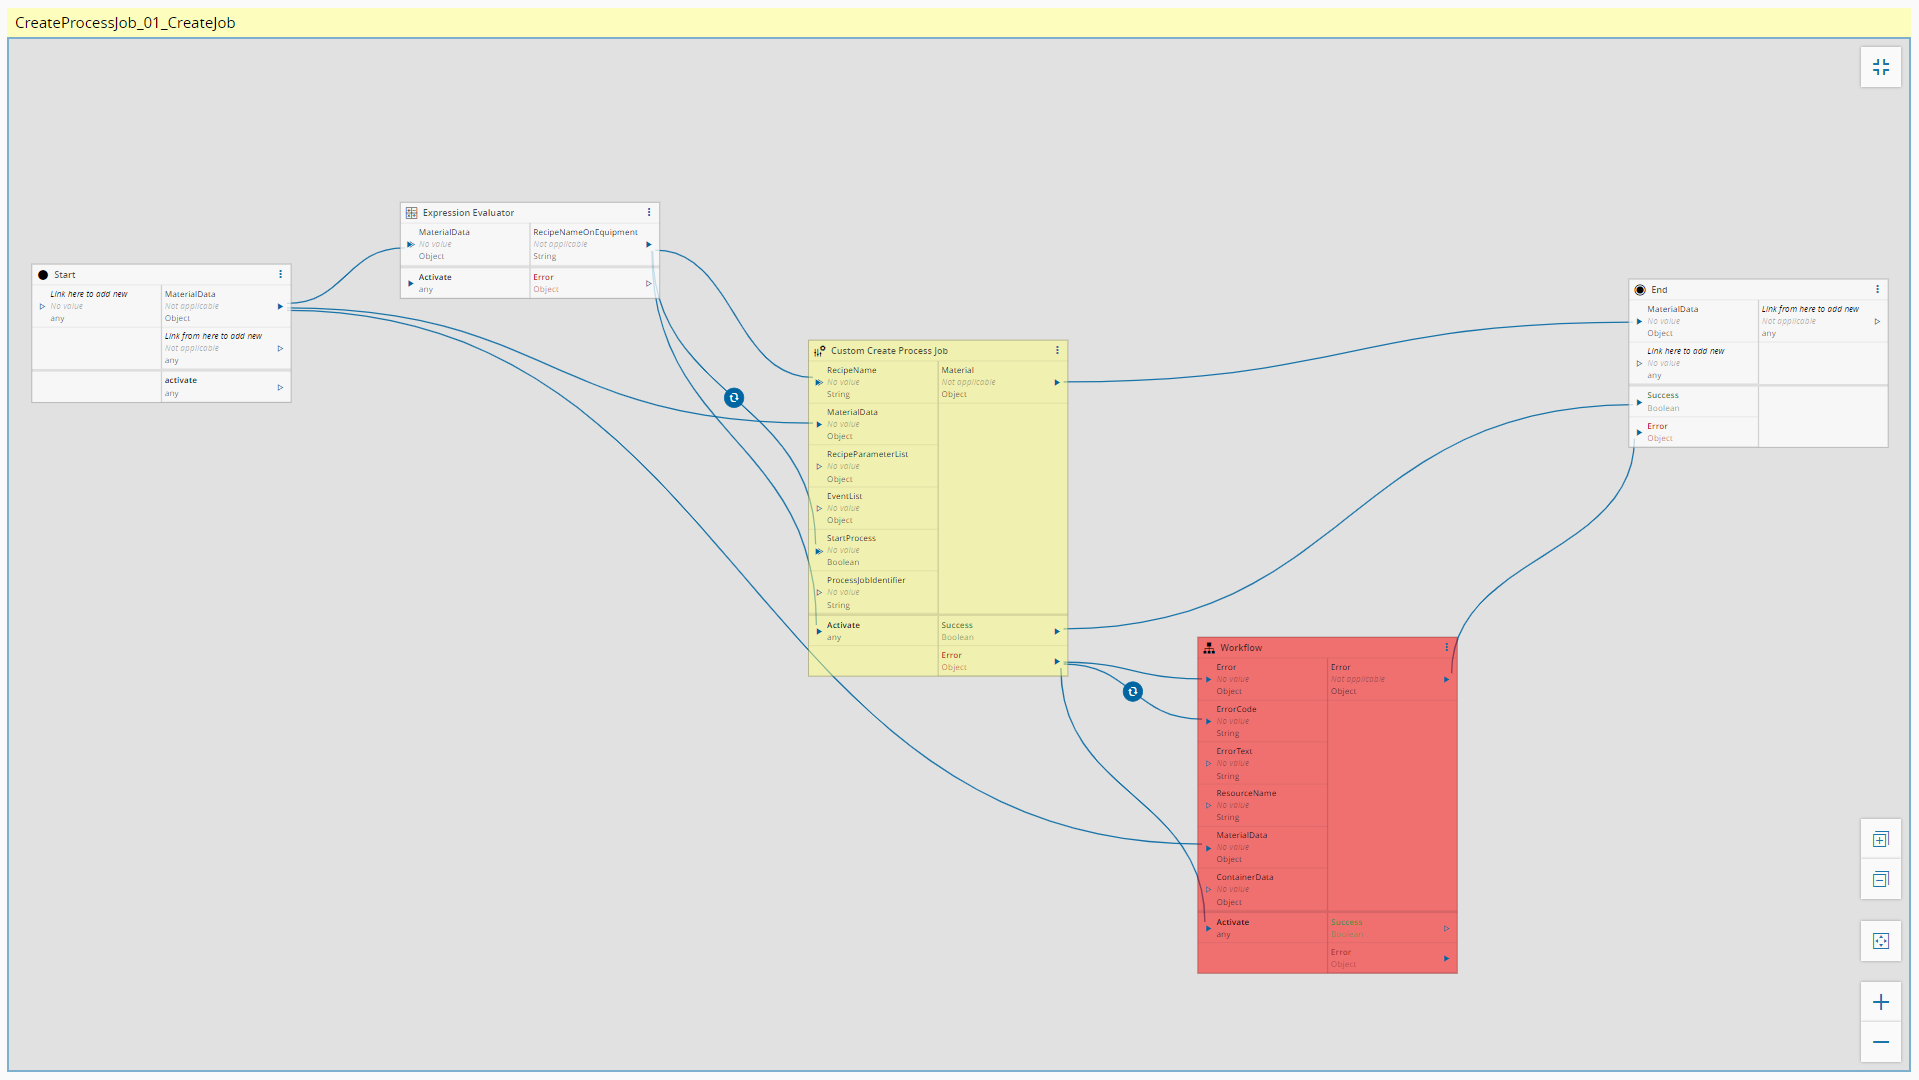 CreateProcessJob_01_CreateJob
Start
Link here to add new
No value
any
MaterialData
Not applicable
Object
Link from here to add new
Not applicable
any
activate
any
Expression Evaluator
MaterialData
No value
Object
RecipeNameOnEquipment
Not applicable
String
Activate
any
Error
Object
Custom Create Process Job
RecipeName
No value
String
Material
Not applicable
Object
MaterialData
No value
Object
RecipeParameterList
No value
Object
EventList
No value
Object
StartProcess
No value
Boolean
ProcessJobIdentifier
No value
String
Activate
any
Success
Boolean
Error
Object
Workflow
Error
No value
Object
Error
Not applicable
Object
ErrorCode
No value
String
ErrorText
No value
String
ResourceName
No value
String
MaterialData
No value
Object
ContainerData
No value
Object
Activate
any
Success
Boolean
Error
Object
End
MaterialData
No value
Object
Link from here to add new
Not applicable
any
Link here to add new
No value
any
Success
Boolean
Error
Object